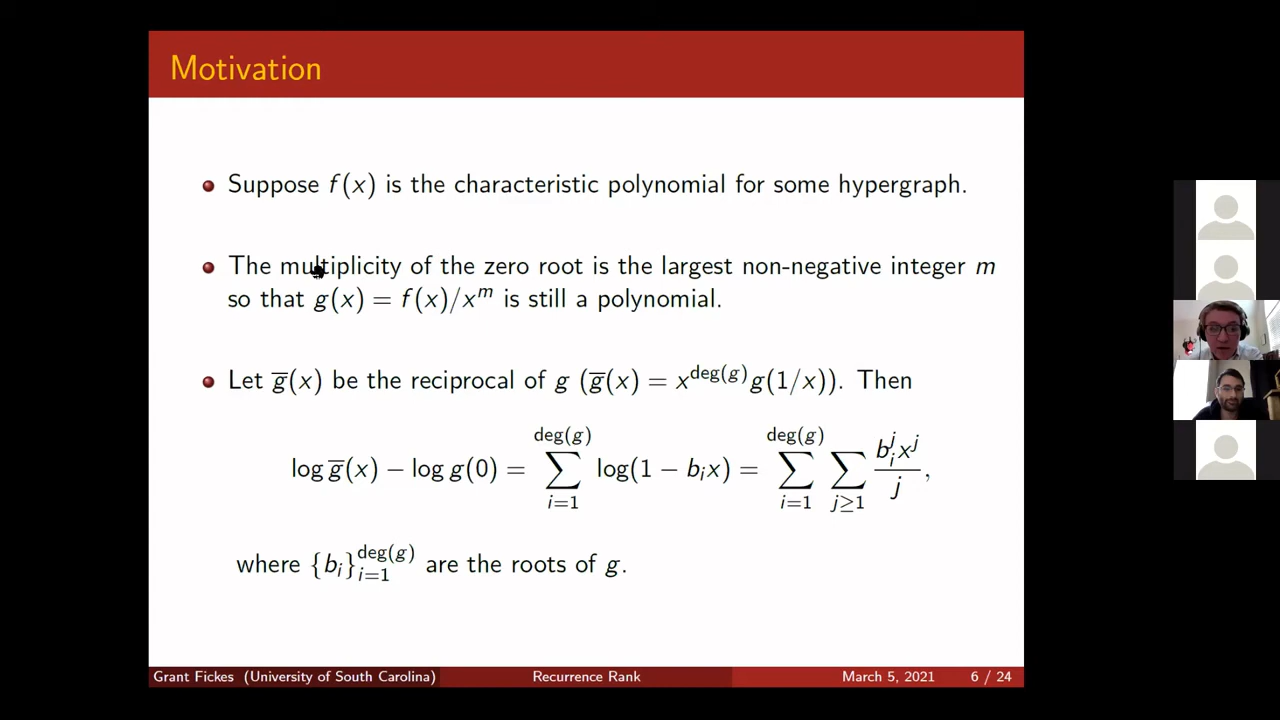 Motivation
Suppose f(x) is the characteristic polynomial for some hypergraph.
The multiplicity of the zero root is the largest non-negative integer m
so that g(x) = f(x)/x^m is still a polynomial.
Let g̅(x) be the reciprocal of g (g̅(x) = x^{deg(g)}g(1/x)). Then
log g̅(x) − log g(0) = ∑_{i=1}^{deg(g)} log(1 − b_i x) = ∑_{i=1}^{deg(g)} ∑_{j≥1} b_i^j x^j / j,
where {b_i}_{i=1}^{deg(g)} are the roots of g.
Grant Fickes (University of South Carolina) Recurrence Rank March 5, 2021 6 / 24